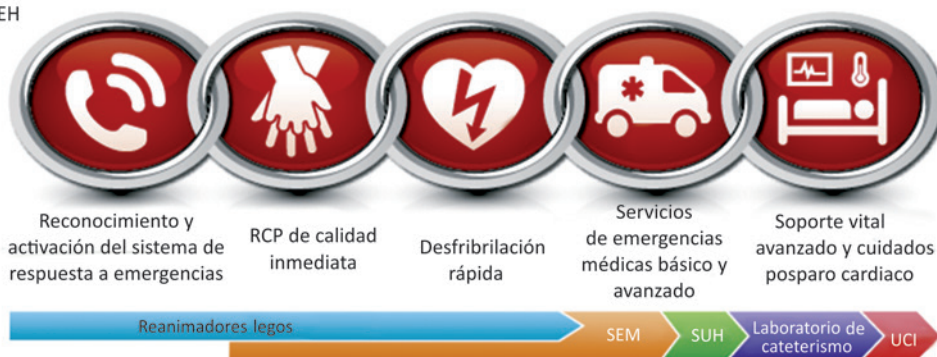 EH
Reconocimiento y
activación del sistema de
respuesta a emergencias
RCP de calidad
inmediata
Desfribrilación
rápida
Servicios
de emergencias
médicas básico y
avanzado
Soporte vital
avanzado y cuidados
posparo cardiaco
Reanimadores legos
SEM
SUH
Laboratorio de
cateterismo
UCI